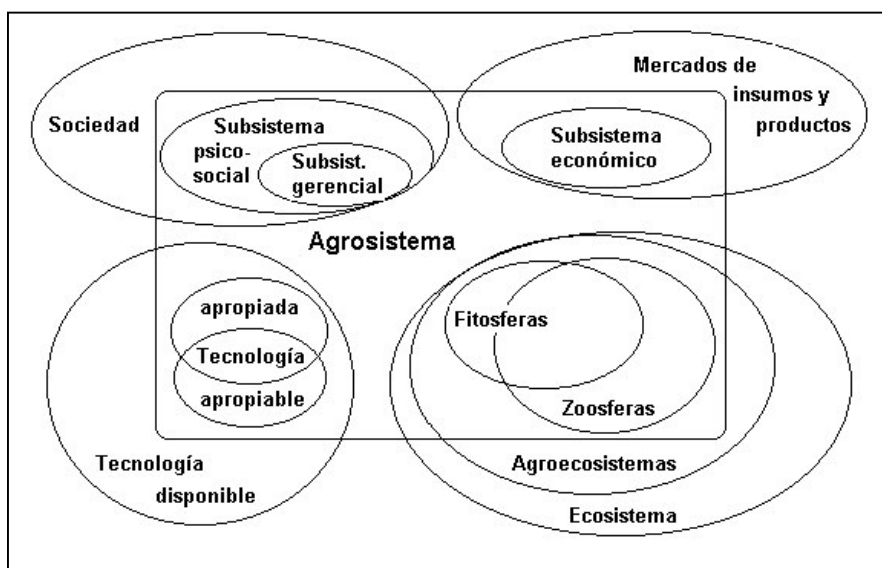 Sociedad
Subsistema
psico-
social
Subsist.
gerencial
Mercados de
insumos y
productos
Subsistema
económico
Agrosistema
apropiada
Tecnología
apropiable
Tecnología
disponible
Fitosferas
Zoosferas
Agroecosistemas
Ecosistema